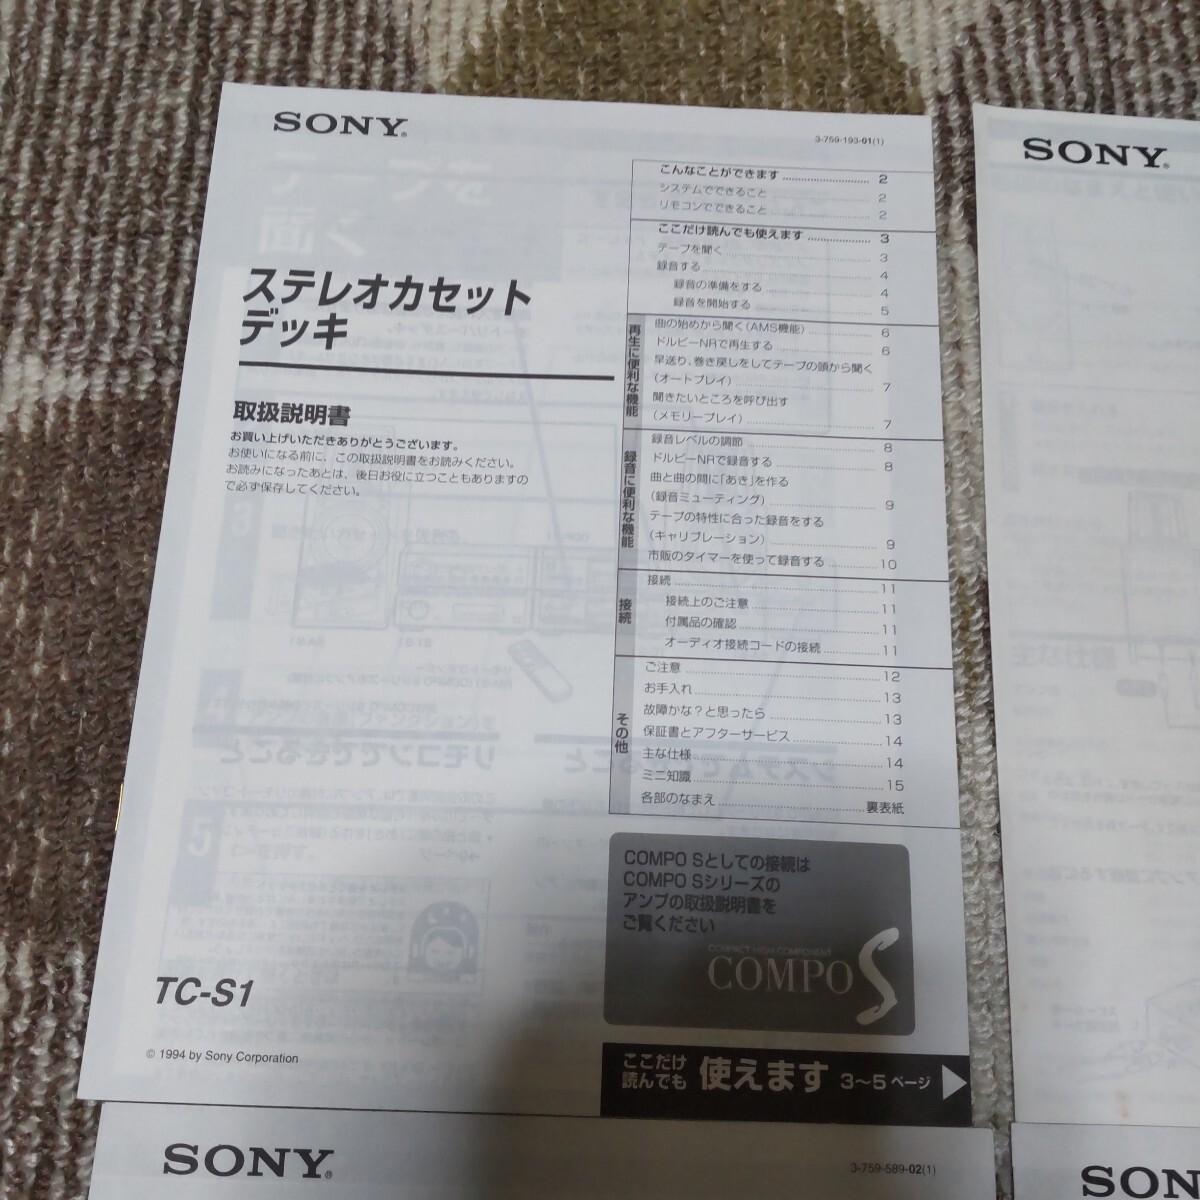 SONY®
3-759-193-01(1)
ステレオカセット
デッキ
取扱説明書
お買い上げいただきありがとうございます。
お使いになる前に、この取扱説明書をお読みください。
お読みになったあとは、後日お役に立つこともありますの
で必ず保存してください。
TC-S1
© 1994 by Sony Corporation
こんなことができます 2
システムでできること 2
リモコンでできること 2
ここだけ読んでも使えます 3
テープを聞く 3
録音する 4
録音の準備をする 4
録音を開始する 5
再生に便利な機能
曲の始めから聞く(AMS機能) 6
ドルビーNRで再生する 6
早送り、巻き戻しをしてテープの頭から聞く
(オートプレイ) 7
聞きたいところを呼び出す
(メモリープレイ) 7
録音に便利な機能
録音レベルの調節 8
ドルビーNRで録音する 8
曲と曲の間に「あき」を作る
(録音ミューティング) 9
テープの特性に合った録音をする
(キャリブレーション) 9
市販のタイマーを使って録音する 10
接続
接続 11
接続上のご注意 11
付属品の確認 11
オーディオ接続コードの接続 11
その他
ご注意 12
お手入れ 13
故障かな？と思ったら 13
保証書とアフターサービス 14
主な仕様 14
ミニ知識 15
各部のなまえ 裏表紙
COMPO Sとしての接続は
COMPO Sシリーズの
アンプの取扱説明書を
ご覧ください
COMPACT HIGH COMPONENT
COMPO S
ここだけ
読んでも 使えます 3～5 ページ
SONY®
SONY®
3-759-589-02(1)
SON